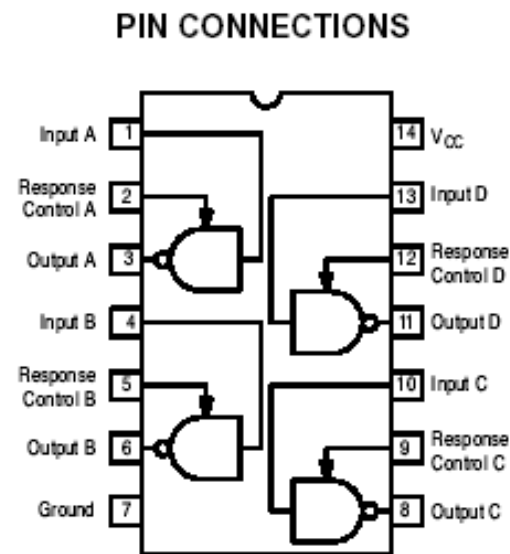 PIN CONNECTIONS
Input A 1
Response
Control A 2
Output A 3
Input B 4
Response
Control B 5
Output B 6
Ground 7
14 VCC
13 Input D
12 Response
Control D
11 Output D
10 Input C
9 Response
Control C
8 Output C